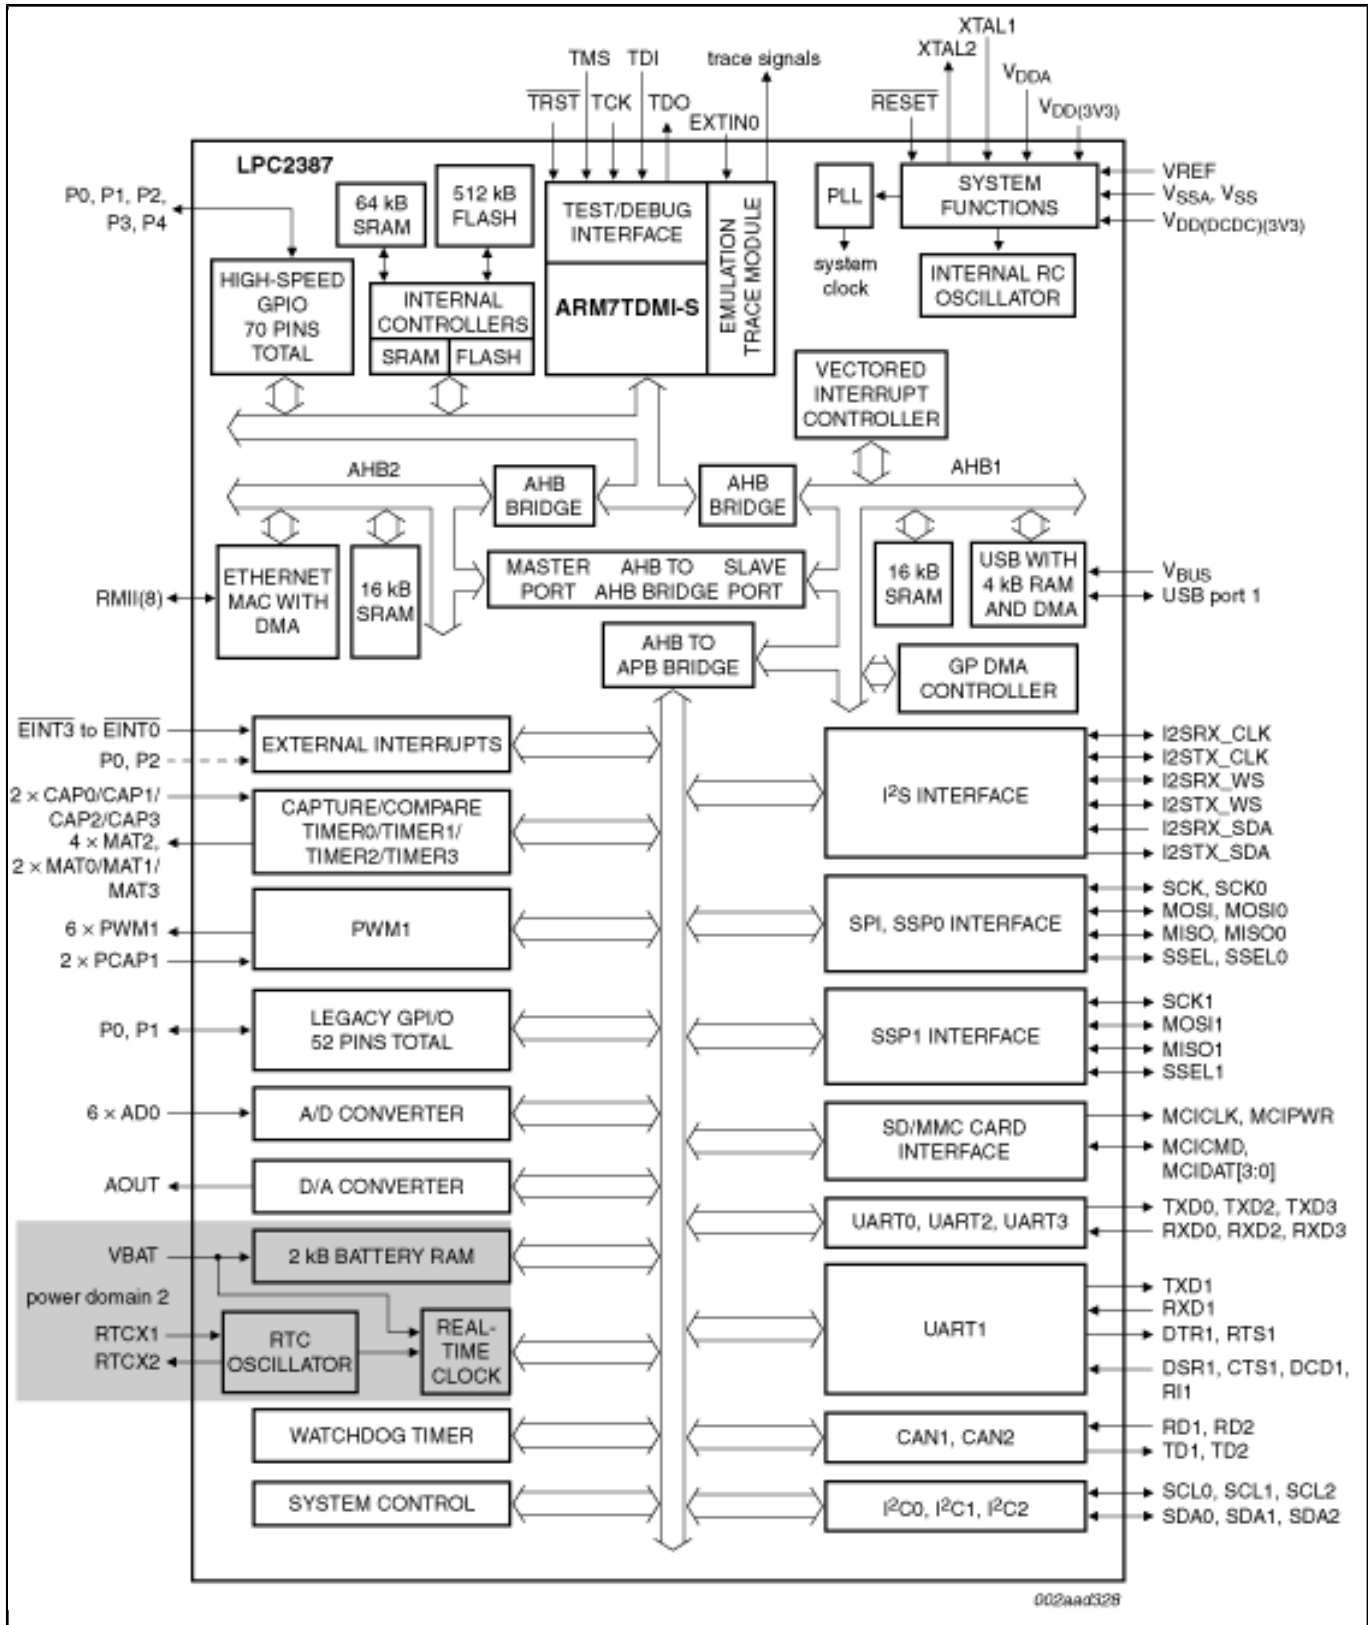 XTAL1
XTAL2
TMS TDI
trace signals
VDDA
TRST TCK TDO
RESET
VDD(3V3)
EXTIN0
LPC2387
P0, P1, P2,
P3, P4
64 kB
SRAM
512 kB
FLASH
TEST/DEBUG
INTERFACE
EMULATION
TRACE MODULE
PLL
SYSTEM
FUNCTIONS
VREF
VSSA, VSS
VDD(DCDC)(3V3)
system
clock
HIGH-SPEED
GPIO
70 PINS
TOTAL
INTERNAL
CONTROLLERS
SRAM FLASH
ARM7TDMI-S
INTERNAL RC
OSCILLATOR
VECTORED
INTERRUPT
CONTROLLER
AHB2
AHB
BRIDGE
AHB
BRIDGE
AHB1
RMII(8)
ETHERNET
MAC WITH
DMA
16 kB
SRAM
MASTER AHB TO SLAVE
PORT AHB BRIDGE PORT
16 kB
SRAM
USB WITH
4 kB RAM
AND DMA
VBUS
USB port 1
AHB TO
APB BRIDGE
GP DMA
CONTROLLER
EINT3 to EINT0
P0, P2
EXTERNAL INTERRUPTS
I2S INTERFACE
I2SRX_CLK
I2STX_CLK
I2SRX_WS
I2STX_WS
I2SRX_SDA
I2STX_SDA
2 × CAP0/CAP1/
CAP2/CAP3
4 × MAT2,
2 × MAT0/MAT1/
MAT3
CAPTURE/COMPARE
TIMER0/TIMER1/
TIMER2/TIMER3
6 × PWM1
2 × PCAP1
PWM1
SPI, SSP0 INTERFACE
SCK, SCK0
MOSI, MOSI0
MISO, MISO0
SSEL, SSEL0
P0, P1
LEGACY GPI/O
52 PINS TOTAL
SSP1 INTERFACE
SCK1
MOSI1
MISO1
SSEL1
6 × AD0
A/D CONVERTER
SD/MMC CARD
INTERFACE
MCICLK, MCIPWR
MCICMD,
MCIDAT[3:0]
AOUT
D/A CONVERTER
UART0, UART2, UART3
TXD0, TXD2, TXD3
RXD0, RXD2, RXD3
VBAT
2 kB BATTERY RAM
power domain 2
RTCX1
RTCX2
RTC
OSCILLATOR
REAL-
TIME
CLOCK
UART1
TXD1
RXD1
DTR1, RTS1
DSR1, CTS1, DCD1,
RI1
WATCHDOG TIMER
CAN1, CAN2
RD1, RD2
TD1, TD2
SYSTEM CONTROL
I2C0, I2C1, I2C2
SCL0, SCL1, SCL2
SDA0, SDA1, SDA2
002aad328